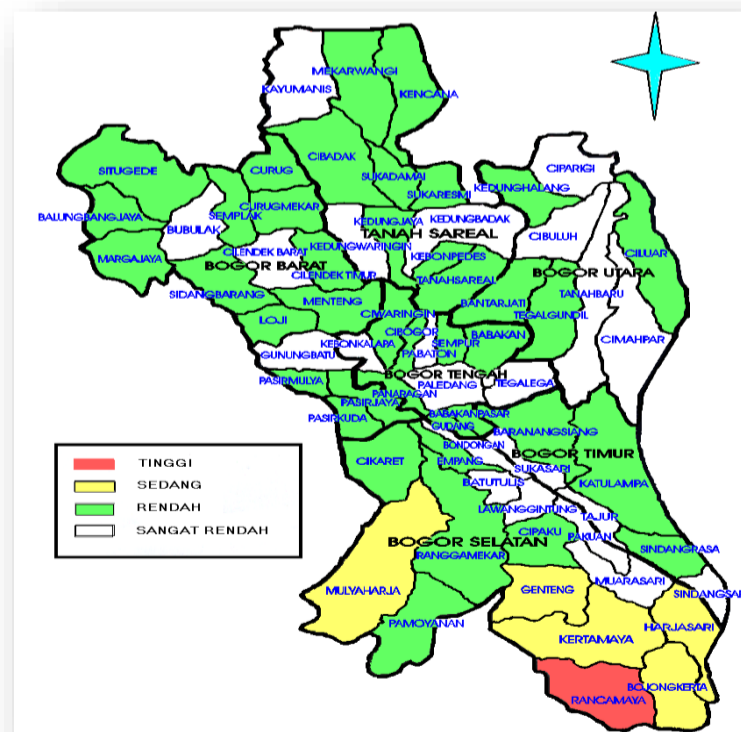 MEKARWANGI
KAYUMANIS
KENCANA
CIPARIGI
CIBADAK
SITUGEDE
CURUG
SUKADAMAI
KEDUNGHALANG
SUKARESMI
CURUGMEKAR
BALUNGBANGJAYA
SEMPLAK
KEDUNGJAYA
KEDUNGBADAK
BUBULAK
TANAH SAREAL
CIBULUH
KEDUNGWARINGIN
CILENDEK BARAT
KEBONPEDES
CILUAR
MARGAJAYA
BOGOR BARAT
CILENDEK TIMUR
TANAHSAREAL
BOGOR UTARA
SIDANGBARANG
MENTENG
BANTARJATI
TANAHBARU
LOJI
CIWARINGIN
TEGALGUNDIL
CIBOGOR
BABAKAN
CIMAHPAR
KEBONKALAPA
SEMPUR
GUNUNGBATU
PABATON
BOGOR TENGAH
PASIRMULYA
PALEDANG
TEGALEGA
PANARAGAN
PASIRJAYA
PASIRKUDA
BABAKANPASAR
GUDANG
BARANANGSIANG
BONDONGAN
BOGOR TIMUR
CIKARET
EMPANG
SUKASARI
BATUTULIS
KATULAMPA
LAWANGGINTUNG
TAJUR
CIPAKU
PAKUAN
BOGOR SELATAN
SINDANGRASA
RANGGAMEKAR
MUARASARI
MULYAHARJA
GENTENG
SINDANGSA
PAMOYANAN
HARJASARI
KERTAMAYA
BOJONGKERTA
RANCAMAYA
TINGGI
SEDANG
RENDAH
SANGAT RENDAH